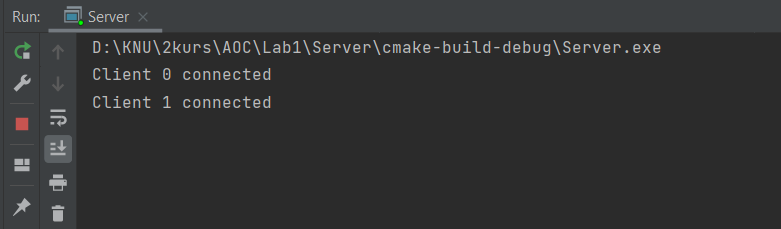 Run: Server
D:\KNU\2kurs\AOC\Lab1\Server\cmake-build-debug\Server.exe
Client 0 connected
Client 1 connected